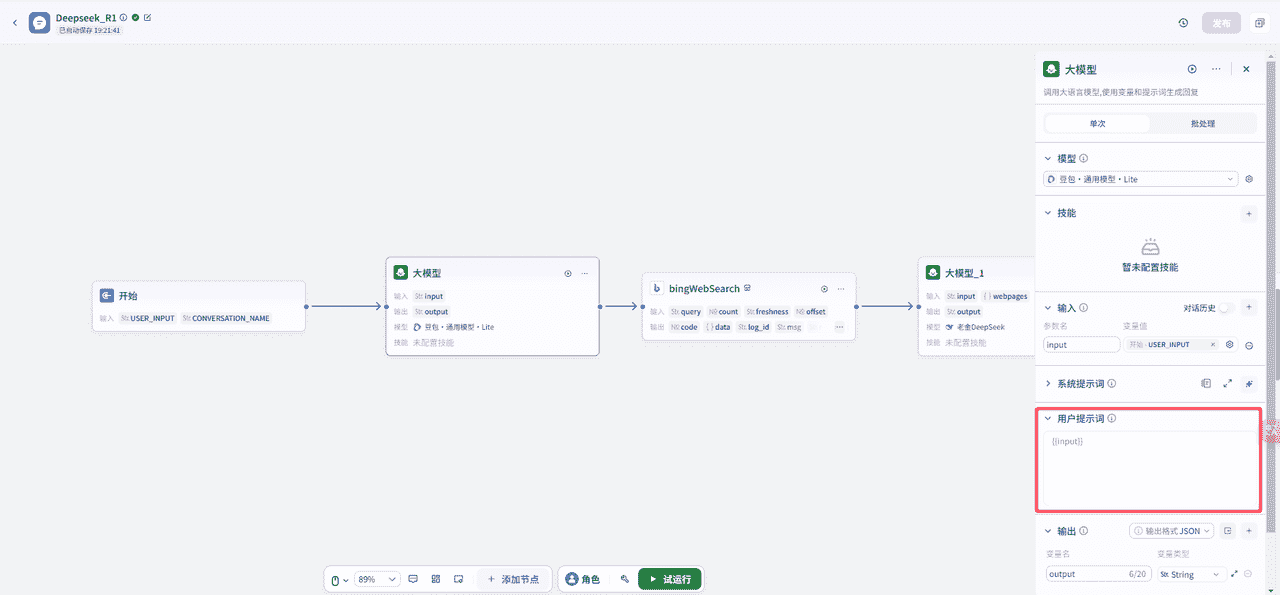 Deepseek_R1
已自动保存 19:21:41
发布
开始
输入 Str. USER_INPUT Str. CONVERSATION_NAME
大模型
输入 Str. input
输出 Str. output
模型 豆包·通用模型·Lite
技能 未配置技能
bingWebSearch
输入 Str. query №0 count Str. freshness №0 offset
输出 №0 code { } data Str. log_id Str. msg
大模型_1
输入 Str. input { } webpages
输出 Str. output
模型 老金DeepSeek
技能 未配置技能
89%
添加节点
角色
试运行
大模型
调用大语言模型,使用变量和提示词生成回复
单次 批处理
模型
豆包·通用模型·Lite
技能
暂未配置技能
输入 对话历史
参数名 变量值
input 开始 - USER_INPUT
系统提示词
用户提示词
{{input}}
输出 输出格式 JSON
变量名 变量类型
output 6/20 Str. String